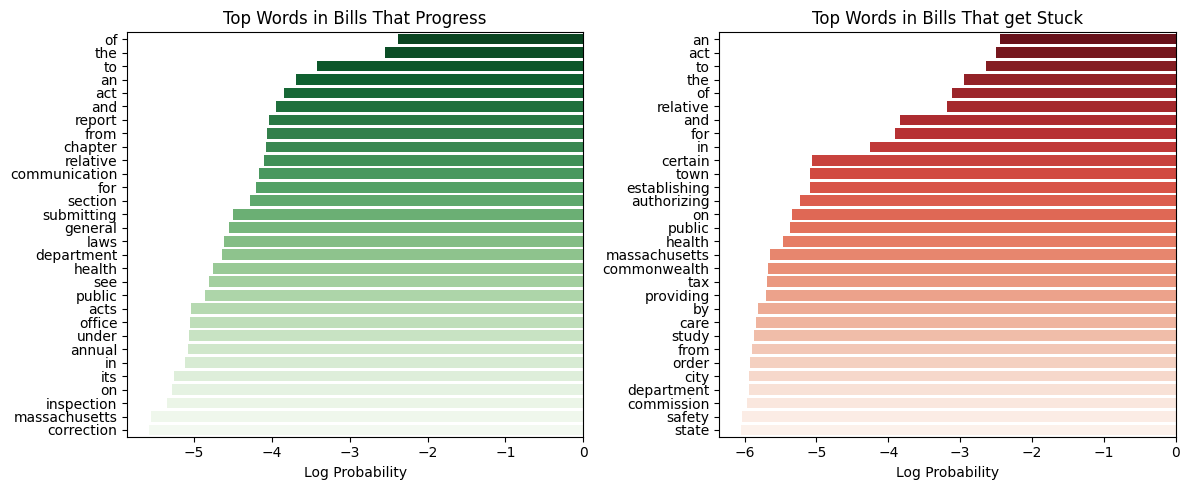 Top Words in Bills That Progress
of
the
to
an
act
and
report
from
chapter
relative
communication
for
section
submitting
general
laws
department
health
see
public
acts
office
under
annual
in
its
on
inspection
massachusetts
correction
−5 −4 −3 −2 −1 0
Log Probability
Top Words in Bills That get Stuck
an
act
to
the
of
relative
and
for
in
certain
town
establishing
authorizing
on
public
health
massachusetts
commonwealth
tax
providing
by
care
study
from
order
city
department
commission
safety
state
−6 −5 −4 −3 −2 −1 0
Log Probability